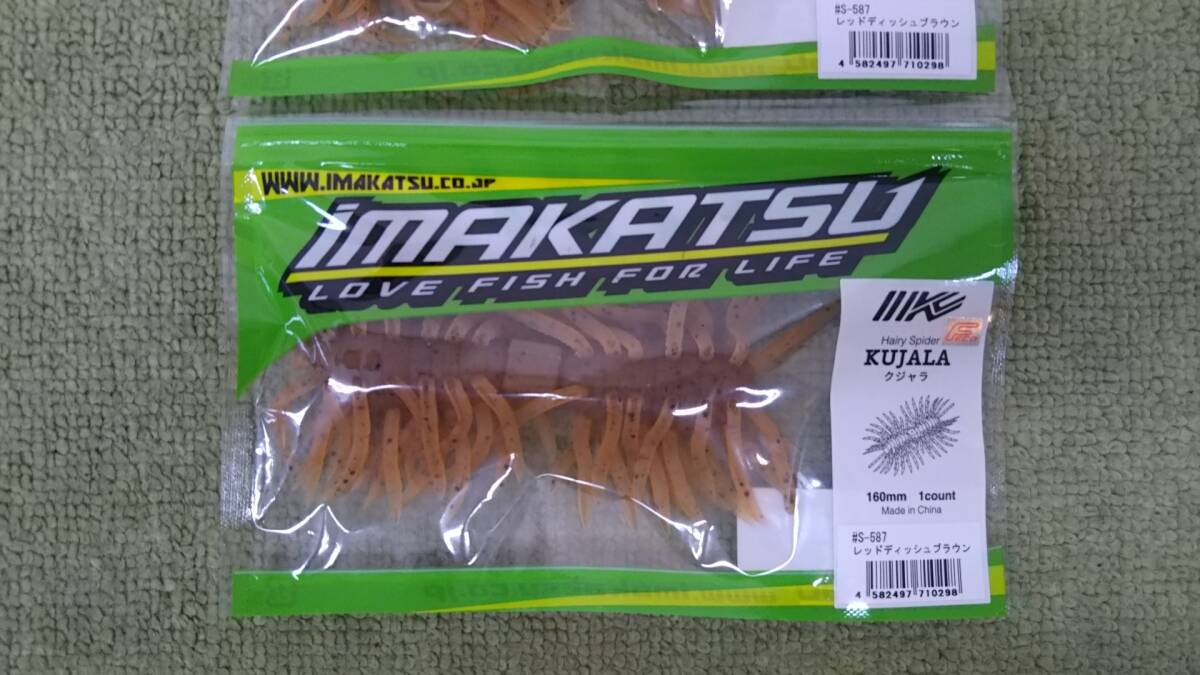 #S-587
レッドディッシュブラウン
4 582497 710298
WWW.IMAKATSU.CO.JP
iMAKATSU
LOVE FISH FOR LIFE
Hairy Spider
KUJALA
クジャラ
160mm 1count
Made in China
#S-587
レッドディッシュブラウン
4 582497 710298